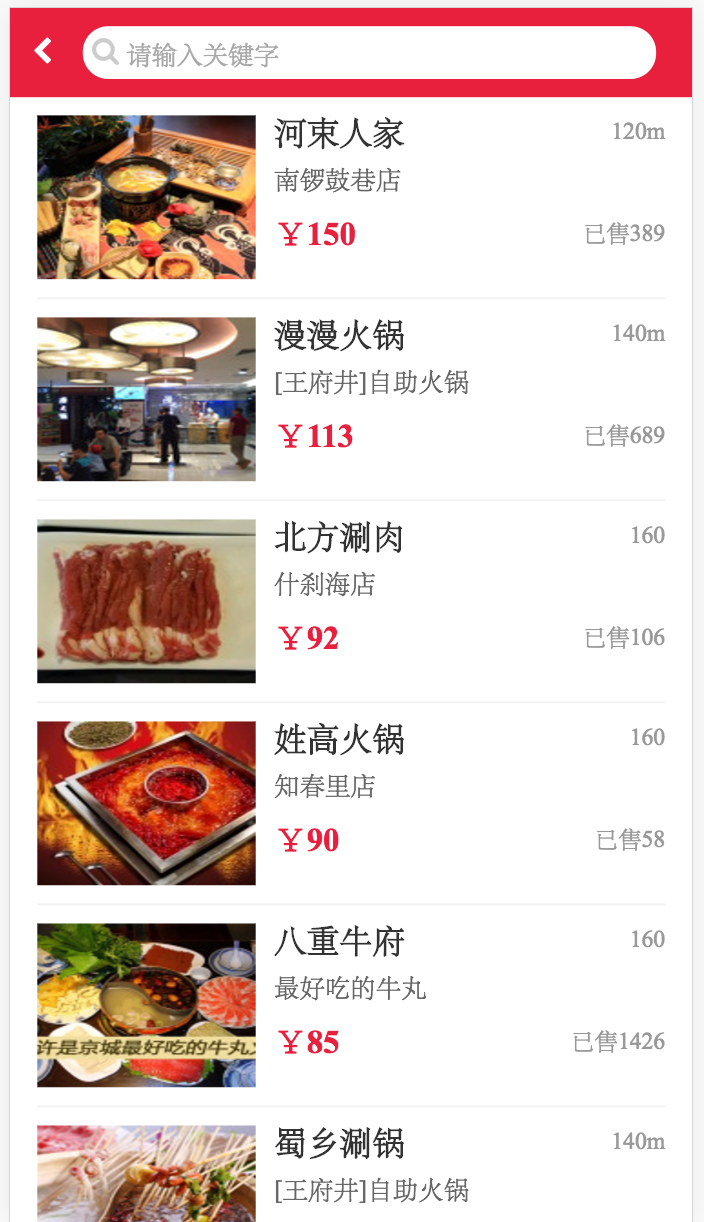 请输入关键字
河束人家
120m
南锣鼓巷店
￥150
已售389
漫漫火锅
140m
[王府井]自助火锅
￥113
已售689
北方涮肉
160
什刹海店
￥92
已售106
姓高火锅
160
知春里店
￥90
已售58
八重牛府
160
最好吃的牛丸
￥85
已售1426
许是京城最好吃的牛丸
蜀乡涮锅
140m
[王府井]自助火锅